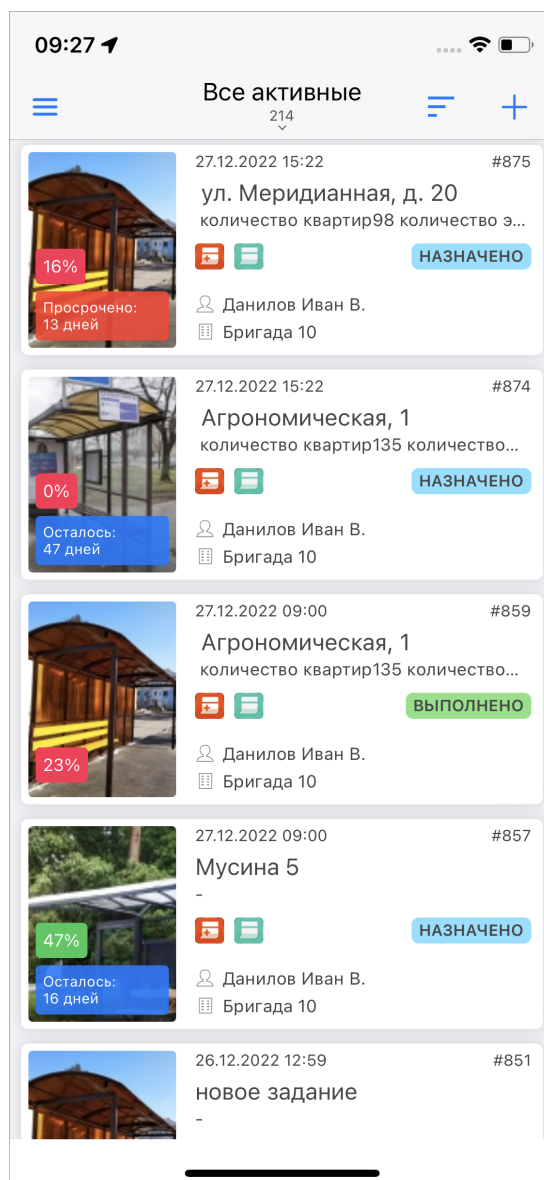 09:27
Все активные
214
27.12.2022 15:22
#875
ул. Меридианная, д. 20
количество квартир98 количество э...
16%
НАЗНАЧЕНО
Просрочено:
13 дней
Данилов Иван В.
Бригада 10
27.12.2022 15:22
#874
Агрономическая, 1
количество квартир135 количество...
0%
НАЗНАЧЕНО
Осталось:
47 дней
Данилов Иван В.
Бригада 10
27.12.2022 09:00
#859
Агрономическая, 1
количество квартир135 количество...
ВЫПОЛНЕНО
23%
Данилов Иван В.
Бригада 10
27.12.2022 09:00
#857
Мусина 5
-
47%
НАЗНАЧЕНО
Осталось:
16 дней
Данилов Иван В.
Бригада 10
26.12.2022 12:59
#851
новое задание
-